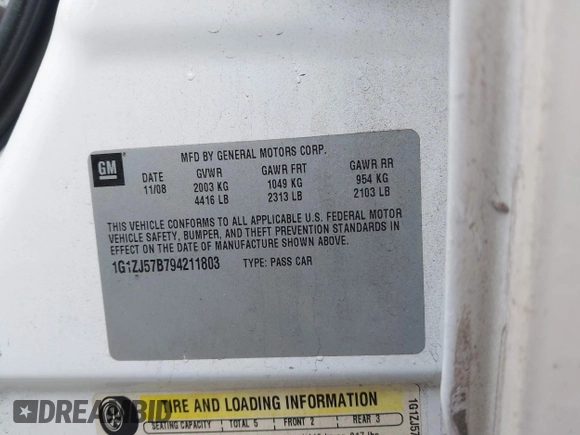 GM
MFD BY GENERAL MOTORS CORP.
DATE GVWR GAWR FRT GAWR RR
11/08 2003 KG 1049 KG 954 KG
4416 LB 2313 LB 2103 LB
THIS VEHICLE CONFORMS TO ALL APPLICABLE U.S. FEDERAL MOTOR
VEHICLE SAFETY, BUMPER, AND THEFT PREVENTION STANDARDS IN
EFFECT ON THE DATE OF MANUFACTURE SHOWN ABOVE.
1G1ZJ57B794211803 TYPE: PASS CAR
TIRE AND LOADING INFORMATION
SEATING CAPACITY TOTAL 5 FRONT 2 REAR 3
1G1ZJ57
DREAMBID